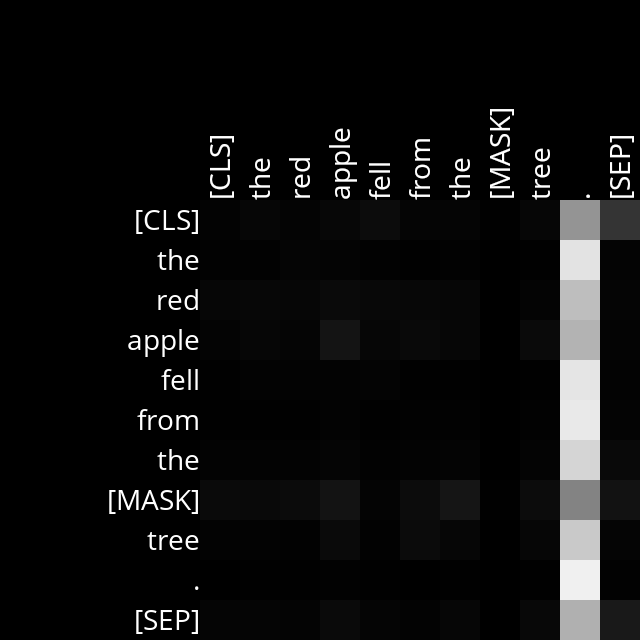 [CLS] the red apple fell from the [MASK] tree . [SEP]
[CLS]
the
red
apple
fell
from
the
[MASK]
tree
.
[SEP]